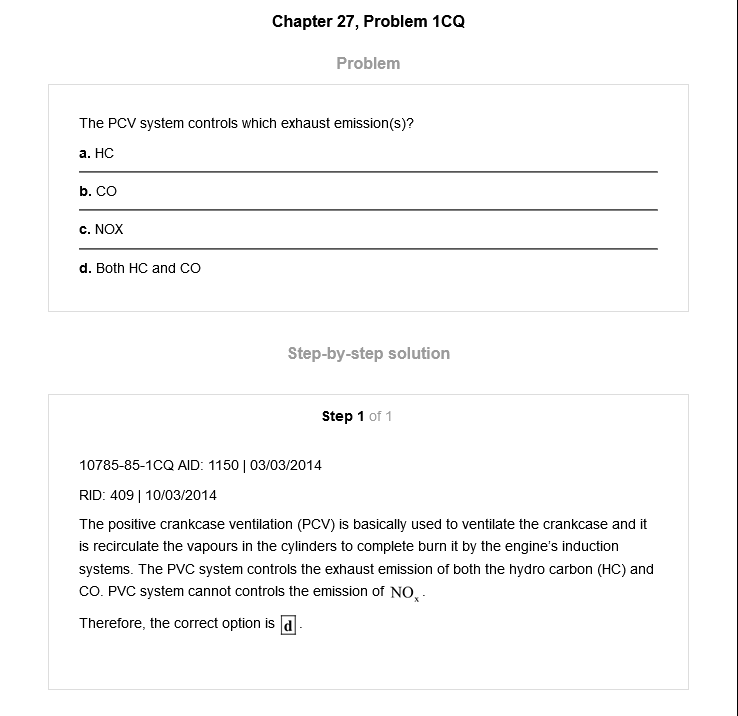 Chapter 27, Problem 1CQ
Problem
The PCV system controls which exhaust emission(s)?
a. HC
b. CO
c. NOX
d. Both HC and CO
Step-by-step solution
Step 1 of 1
10785-85-1CQ AID: 1150 | 03/03/2014
RID: 409 | 10/03/2014
The positive crankcase ventilation (PCV) is basically used to ventilate the crankcase and it
is recirculate the vapours in the cylinders to complete burn it by the engine's induction
systems. The PVC system controls the exhaust emission of both the hydro carbon (HC) and
CO. PVC system cannot controls the emission of NOx .
Therefore, the correct option is d .